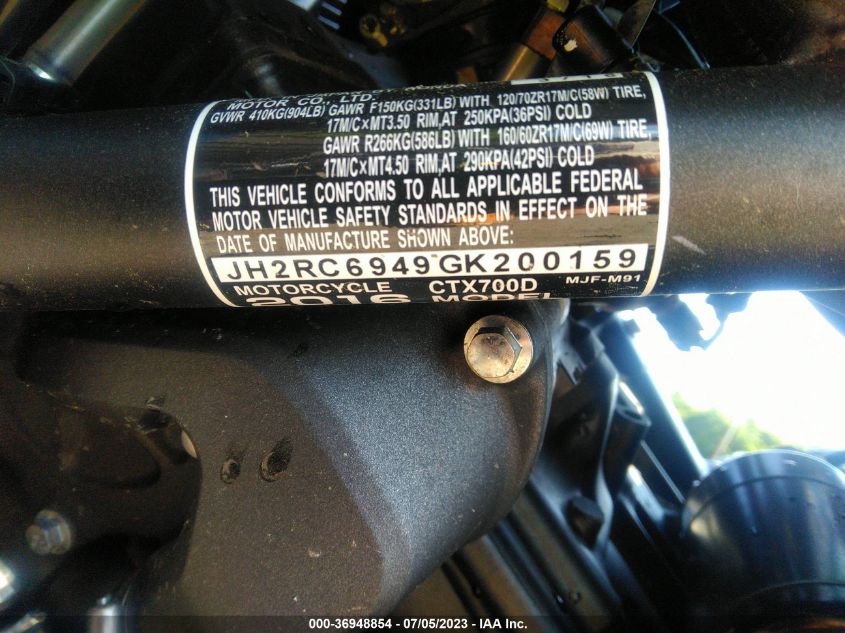 MOTOR CO., LTD.
GVWR 410KG(904LB) GAWR F150KG(331LB) WITH 120/70ZR17M/C(58W) TIRE,
17M/C×MT3.50 RIM,AT 250KPA(36PSI) COLD
GAWR R266KG(586LB) WITH 160/60ZR17M/C(69W) TIRE,
17M/C×MT4.50 RIM,AT 290KPA(42PSI) COLD
THIS VEHICLE CONFORMS TO ALL APPLICABLE FEDERAL
MOTOR VEHICLE SAFETY STANDARDS IN EFFECT ON THE
DATE OF MANUFACTURE SHOWN ABOVE:
JH2RC6949GK200159
MOTORCYCLE CTX700D MJF-M91
2016 MODEL
000-36948854 - 07/05/2023 - IAA Inc.